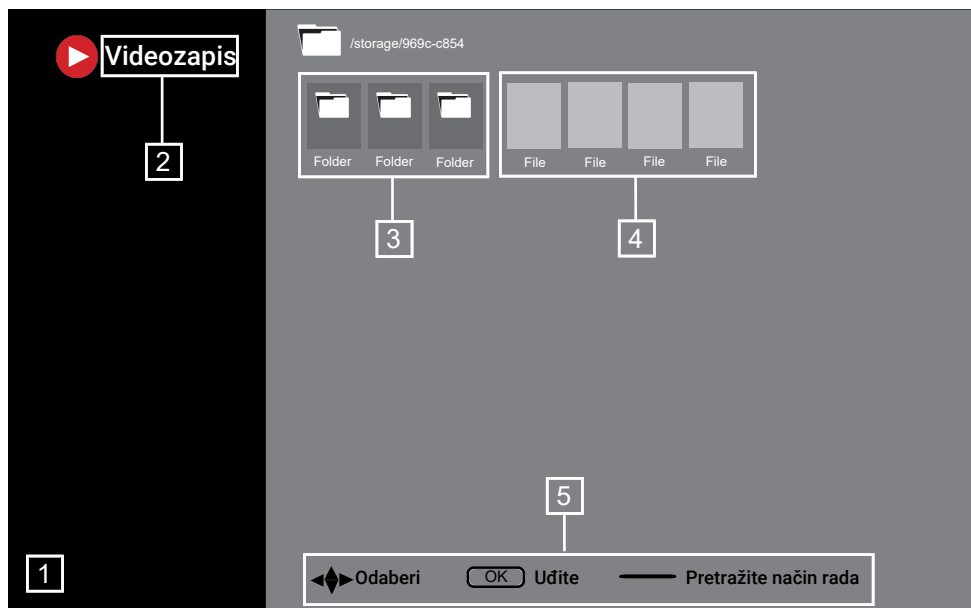 Videozapis
/storage/969c-c854
Folder Folder Folder File File File File
2
3 4
5
1
Odaberi OK Uđite Pretražite način rada